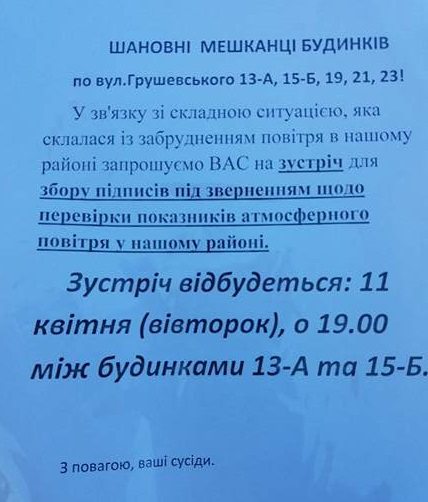 ШАНОВНІ МЕШКАНЦІ БУДИНКІВ
по вул.Грушевського 13-А, 15-Б, 19, 21, 23!
У зв'язку зі складною ситуацією, яка
склалася із забрудненням повітря в нашому
районі запрошуємо ВАС на зустріч для
збору підписів під зверненням щодо
перевірки показників атмосферного
повітря у нашому районі.
Зустріч відбудеться: 11
квітня (вівторок), о 19.00
між будинками 13-А та 15-Б.
З повагою, ваші сусіди.